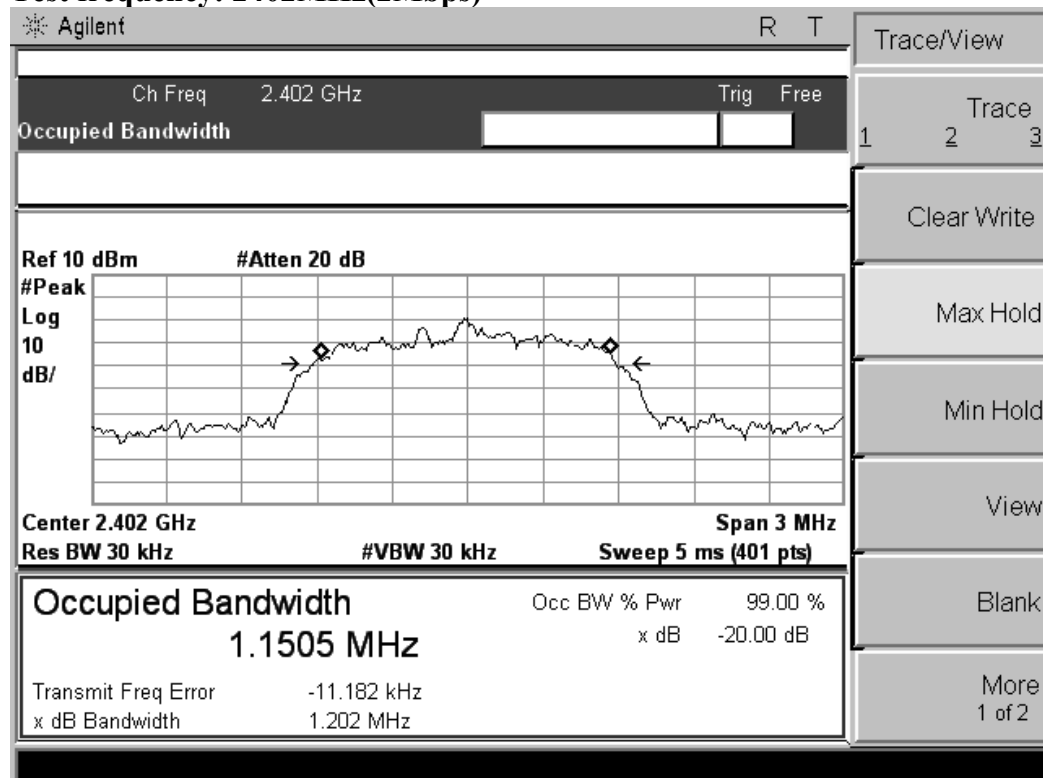 Test frequency: 2402MHz(2Mbps)
Agilent R T
Trace/View
Ch Freq 2.402 GHz Trig Free
Occupied Bandwidth
Trace
1 2 3
Clear Write
Ref 10 dBm #Atten 20 dB
#Peak
Log
10
dB/
Max Hold
Min Hold
View
Center 2.402 GHz Span 3 MHz
Res BW 30 kHz #VBW 30 kHz Sweep 5 ms (401 pts)
Occupied Bandwidth Occ BW % Pwr 99.00 %
1.1505 MHz x dB -20.00 dB
Blank
Transmit Freq Error -11.182 kHz
x dB Bandwidth 1.202 MHz
More
1 of 2